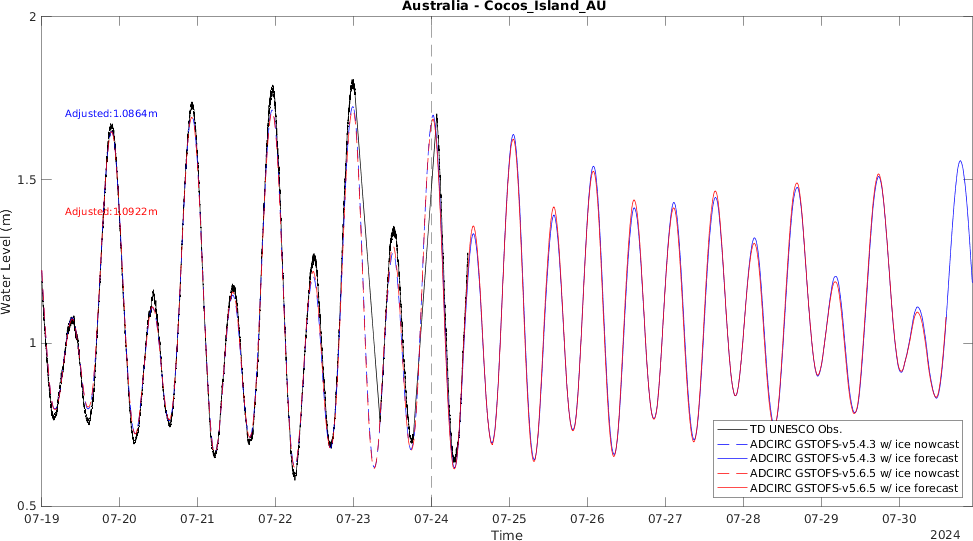 Australia - Cocos_Island_AU
2
1.5
1
0.5
Water Level (m)
Adjusted:1.0864m
Adjusted:1.0922m
TD UNESCO Obs.
ADCIRC GSTOFS-v5.4.3 w/ ice nowcast
ADCIRC GSTOFS-v5.4.3 w/ ice forecast
ADCIRC GSTOFS-v5.6.5 w/ ice nowcast
ADCIRC GSTOFS-v5.6.5 w/ ice forecast
07-19 07-20 07-21 07-22 07-23 07-24 07-25 07-26 07-27 07-28 07-29 07-30
Time
2024